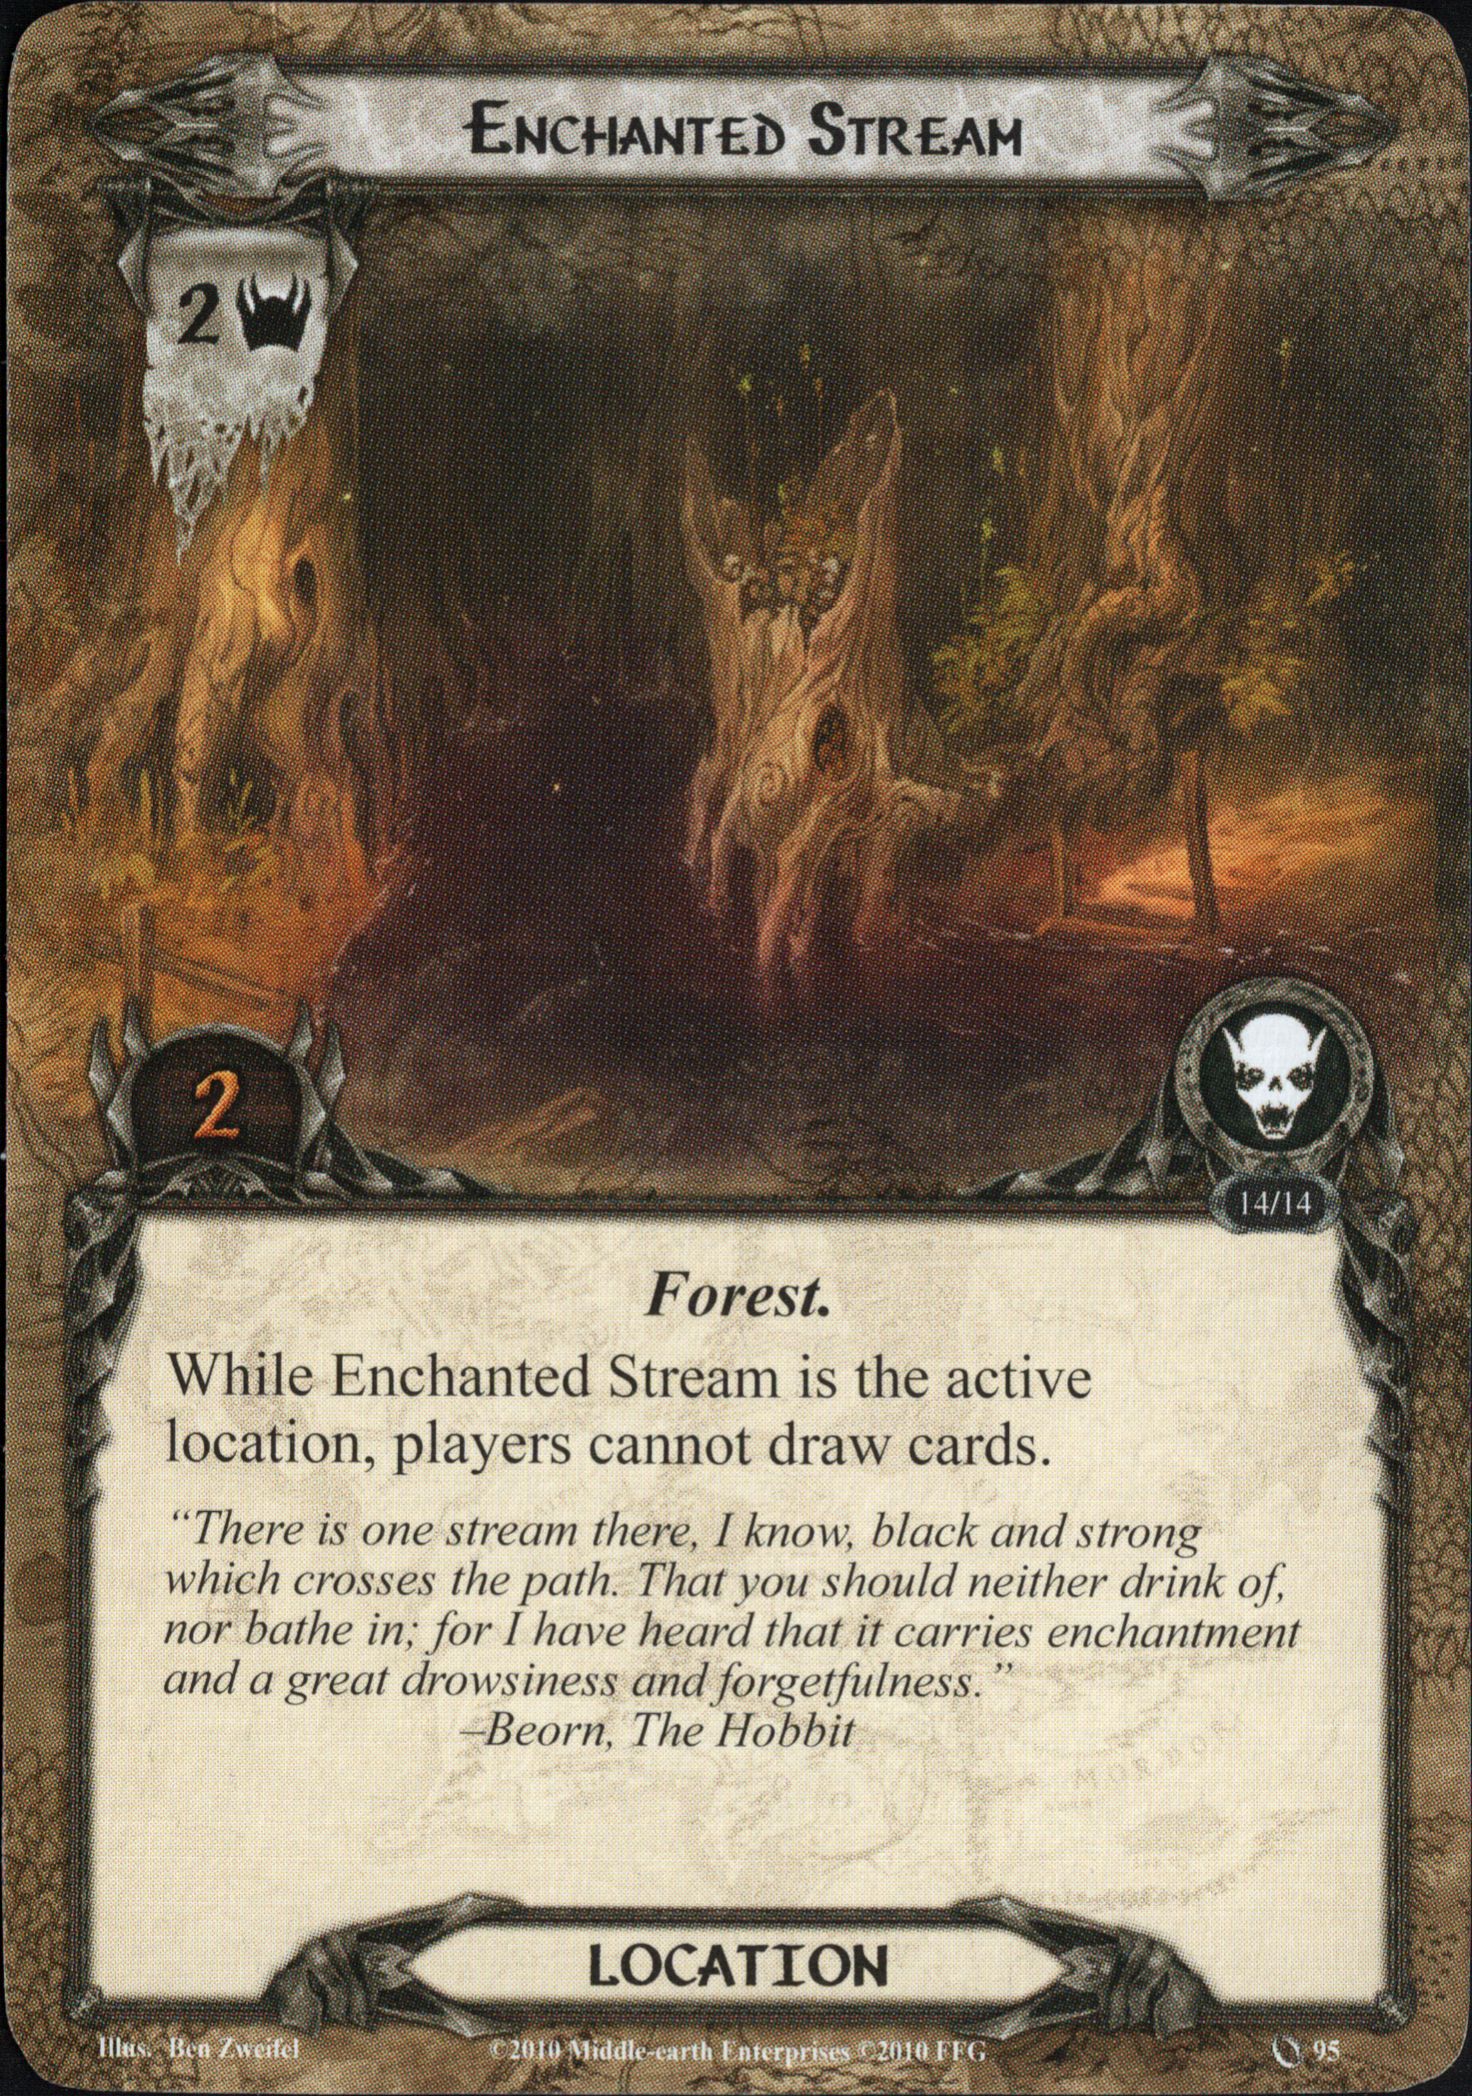 Enchanted Stream
2
2
14/14
Forest.
While Enchanted Stream is the active
location, players cannot draw cards.
“There is one stream there, I know, black and strong
which crosses the path. That you should neither drink of,
nor bathe in; for I have heard that it carries enchantment
and a great drowsiness and forgetfulness.”
–Beorn, The Hobbit
MORDOR
LOCATION
Illus. Ben Zweifel
©2010 Middle-earth Enterprises ©2010 FFG
95